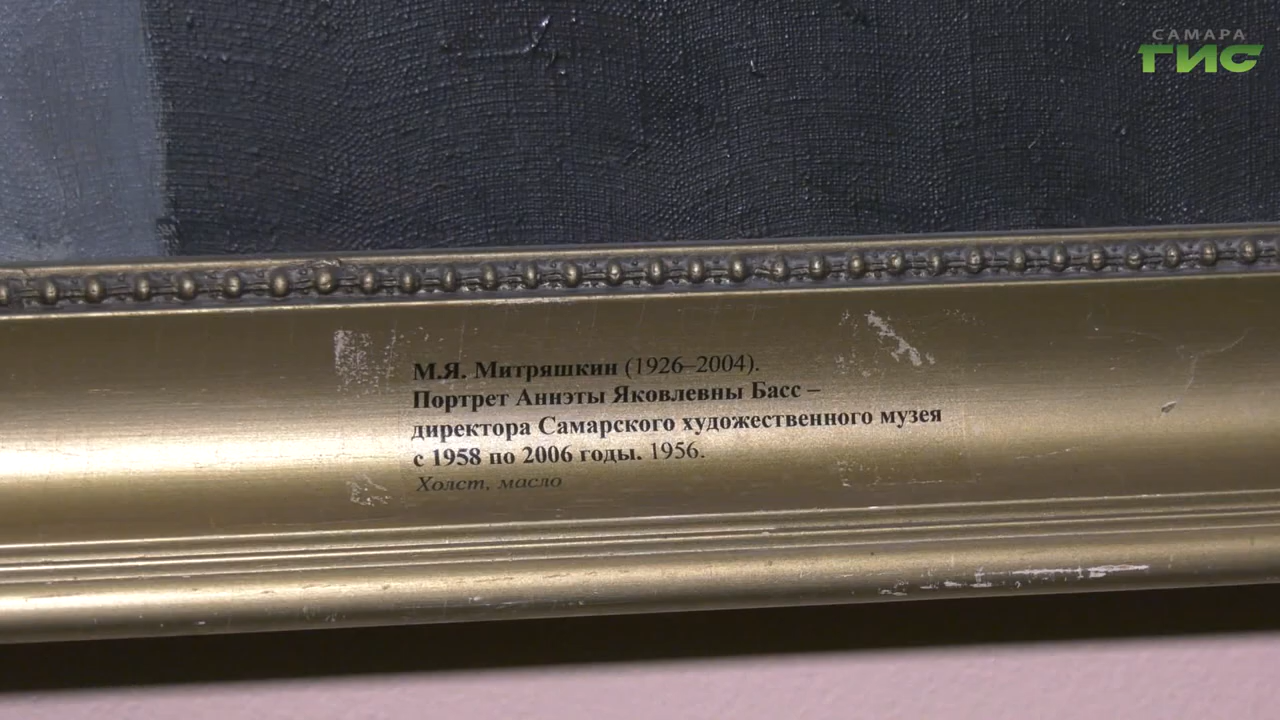 САМАРА
ГИС
М.Я. Митряшкин (1926–2004).
Портрет Аннэты Яковлевны Басс –
директора Самарского художественного музея
с 1958 по 2006 годы. 1956.
Холст, масло